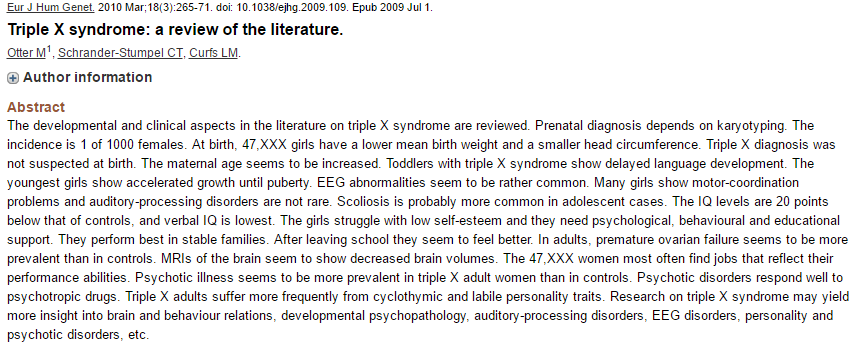 Eur J Hum Genet. 2010 Mar;18(3):265-71. doi: 10.1038/ejhg.2009.109. Epub 2009 Jul 1.
Triple X syndrome: a review of the literature.
Otter M1, Schrander-Stumpel CT, Curfs LM.
Author information
Abstract
The developmental and clinical aspects in the literature on triple X syndrome are reviewed. Prenatal diagnosis depends on karyotyping. The
incidence is 1 of 1000 females. At birth, 47,XXX girls have a lower mean birth weight and a smaller head circumference. Triple X diagnosis was
not suspected at birth. The maternal age seems to be increased. Toddlers with triple X syndrome show delayed language development. The
youngest girls show accelerated growth until puberty. EEG abnormalities seem to be rather common. Many girls show motor-coordination
problems and auditory-processing disorders are not rare. Scoliosis is probably more common in adolescent cases. The IQ levels are 20 points
below that of controls, and verbal IQ is lowest. The girls struggle with low self-esteem and they need psychological, behavioural and educational
support. They perform best in stable families. After leaving school they seem to feel better. In adults, premature ovarian failure seems to be more
prevalent than in controls. MRIs of the brain seem to show decreased brain volumes. The 47,XXX women most often find jobs that reflect their
performance abilities. Psychotic illness seems to be more prevalent in triple X adult women than in controls. Psychotic disorders respond well to
psychotropic drugs. Triple X adults suffer more frequently from cyclothymic and labile personality traits. Research on triple X syndrome may yield
more insight into brain and behaviour relations, developmental psychopathology, auditory-processing disorders, EEG disorders, personality and
psychotic disorders, etc.